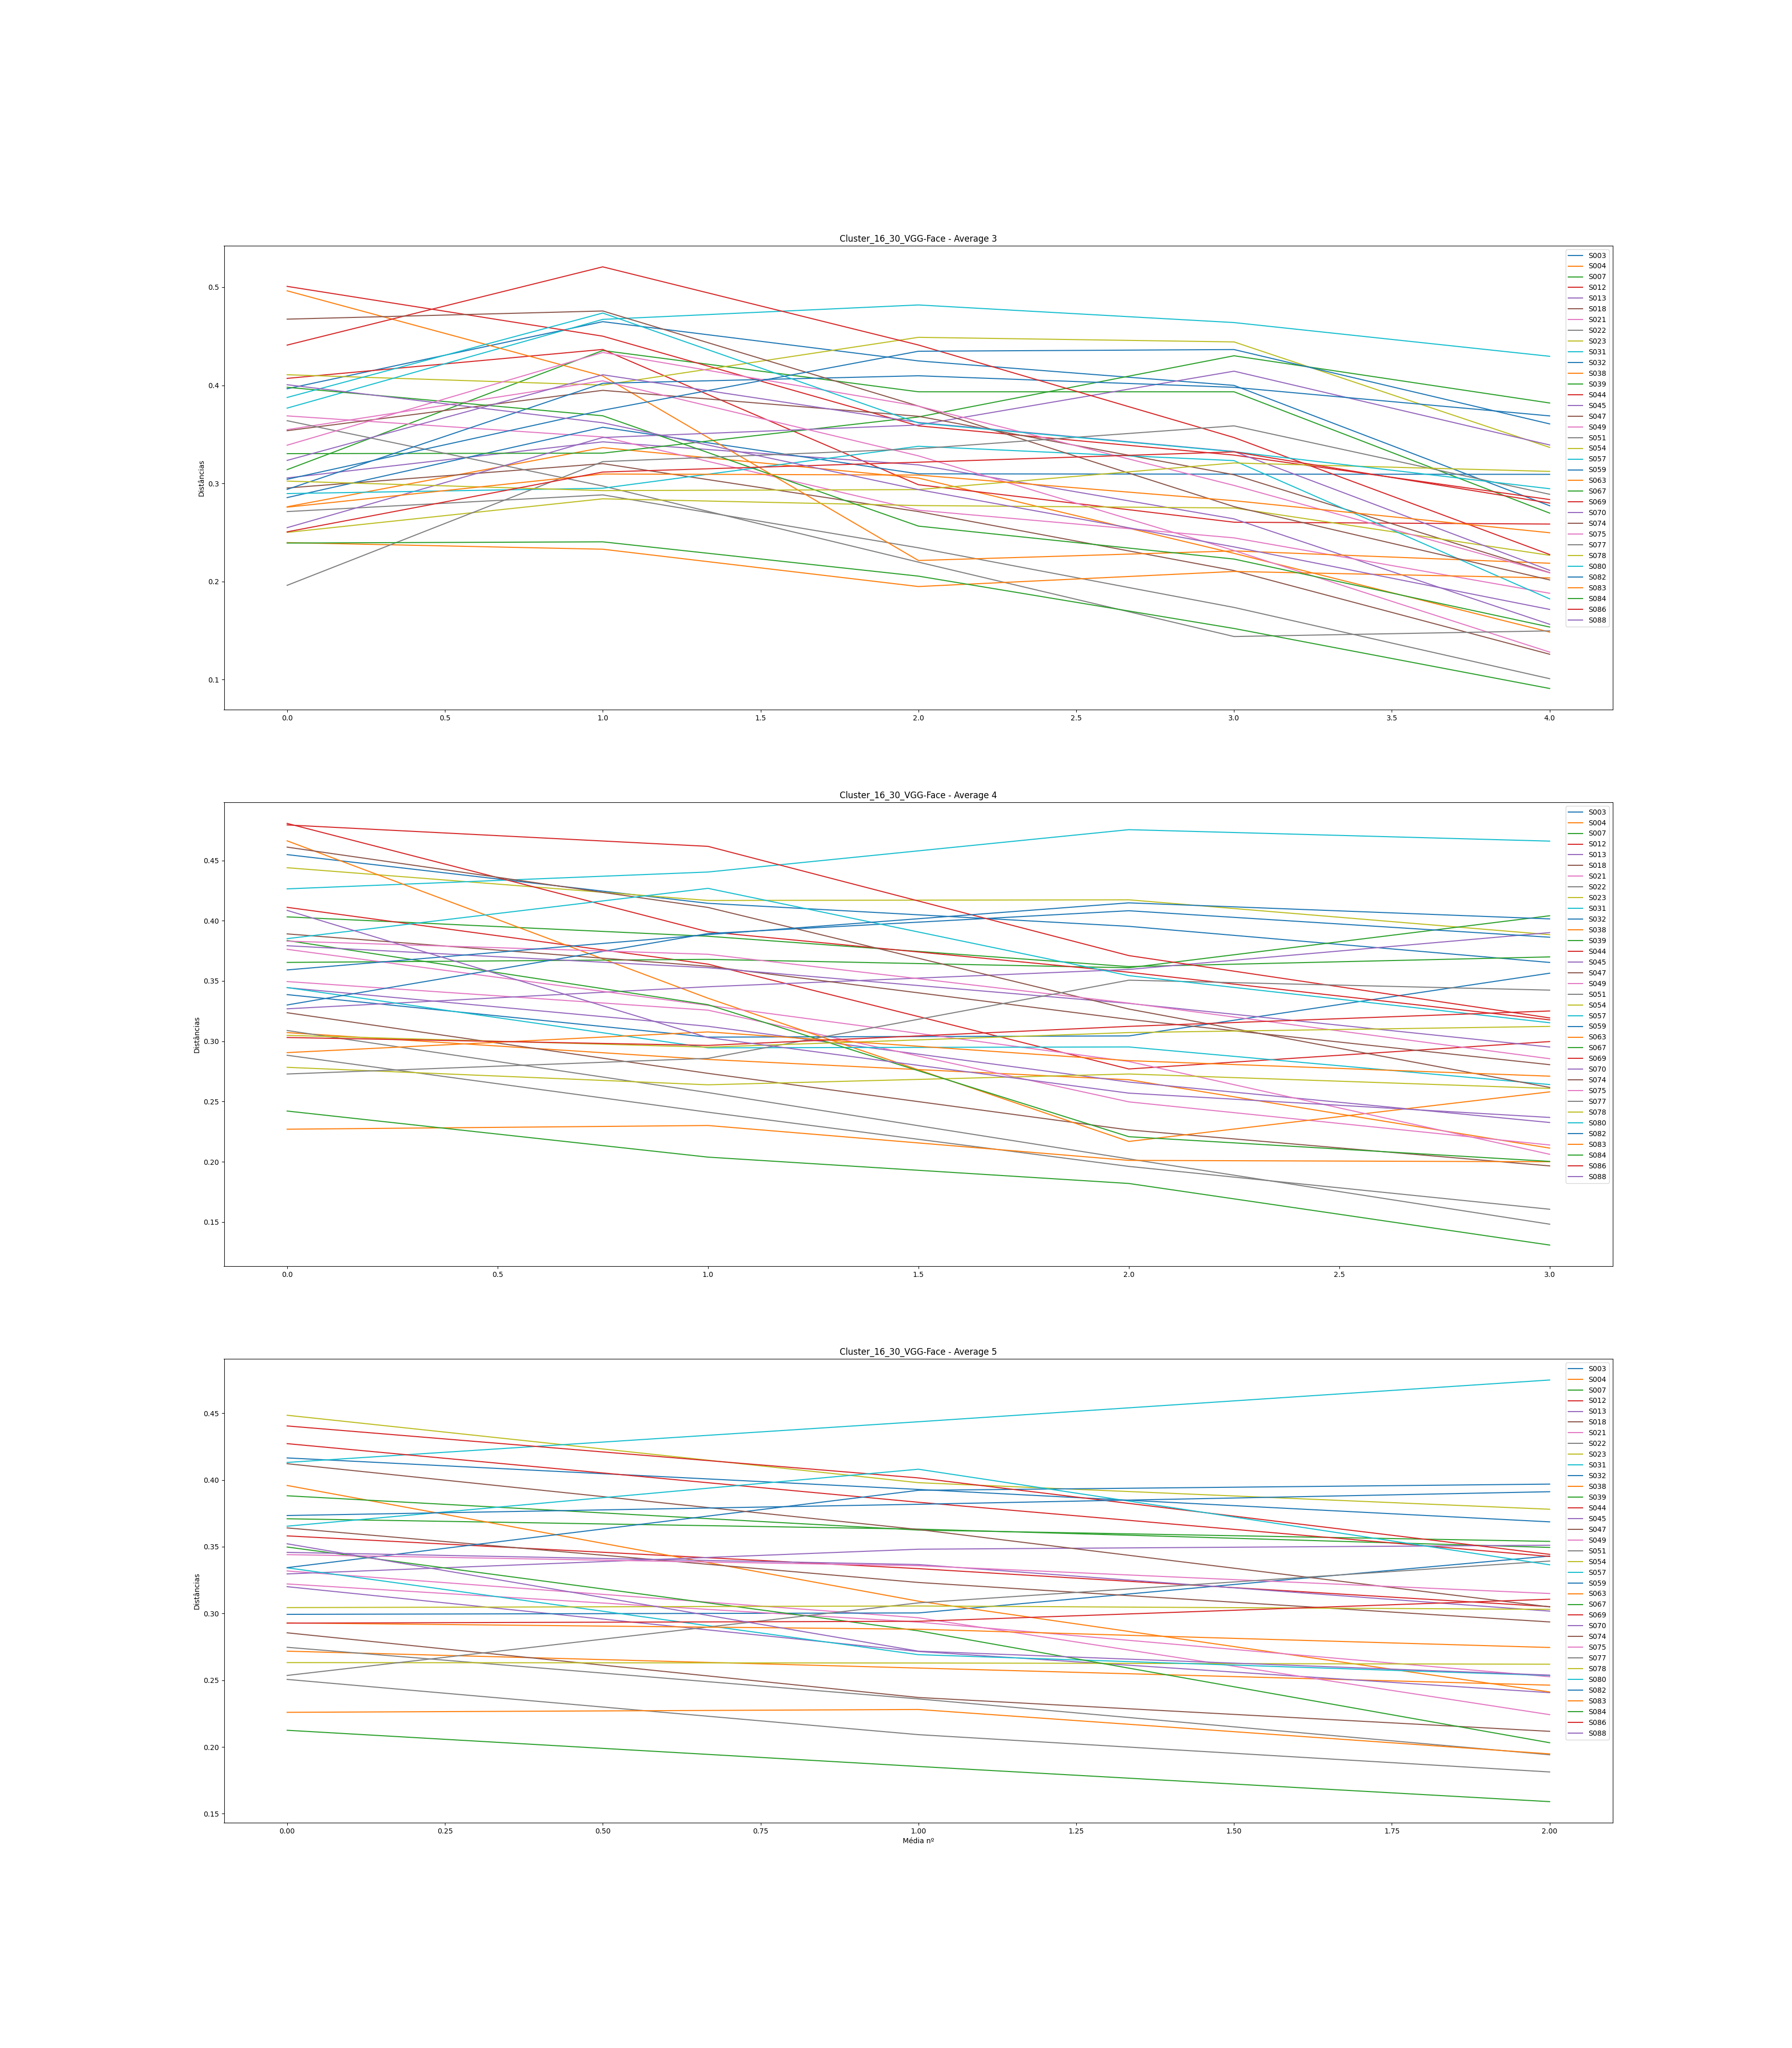 Cluster_16_30_VGG-Face - Average 3
Distâncias
0.5
0.4
0.3
0.2
0.1
0.0
0.5
1.0
1.5
2.0
2.5
3.0
3.5
4.0
S003
S004
S007
S012
S013
S018
S021
S022
S023
S031
S032
S038
S039
S044
S045
S047
S049
S051
S054
S057
S059
S063
S067
S069
S070
S074
S075
S077
S078
S080
S082
S083
S084
S086
S088
Cluster_16_30_VGG-Face - Average 4
Distâncias
0.45
0.40
0.35
0.30
0.25
0.20
0.15
0.0
0.5
1.0
1.5
2.0
2.5
3.0
S003
S004
S007
S012
S013
S018
S021
S022
S023
S031
S032
S038
S039
S044
S045
S047
S049
S051
S054
S057
S059
S063
S067
S069
S070
S074
S075
S077
S078
S080
S082
S083
S084
S086
S088
Cluster_16_30_VGG-Face - Average 5
Distâncias
0.45
0.40
0.35
0.30
0.25
0.20
0.15
0.00
0.25
0.50
0.75
1.00
1.25
1.50
1.75
2.00
Média nº
S003
S004
S007
S012
S013
S018
S021
S022
S023
S031
S032
S038
S039
S044
S045
S047
S049
S051
S054
S057
S059
S063
S067
S069
S070
S074
S075
S077
S078
S080
S082
S083
S084
S086
S088